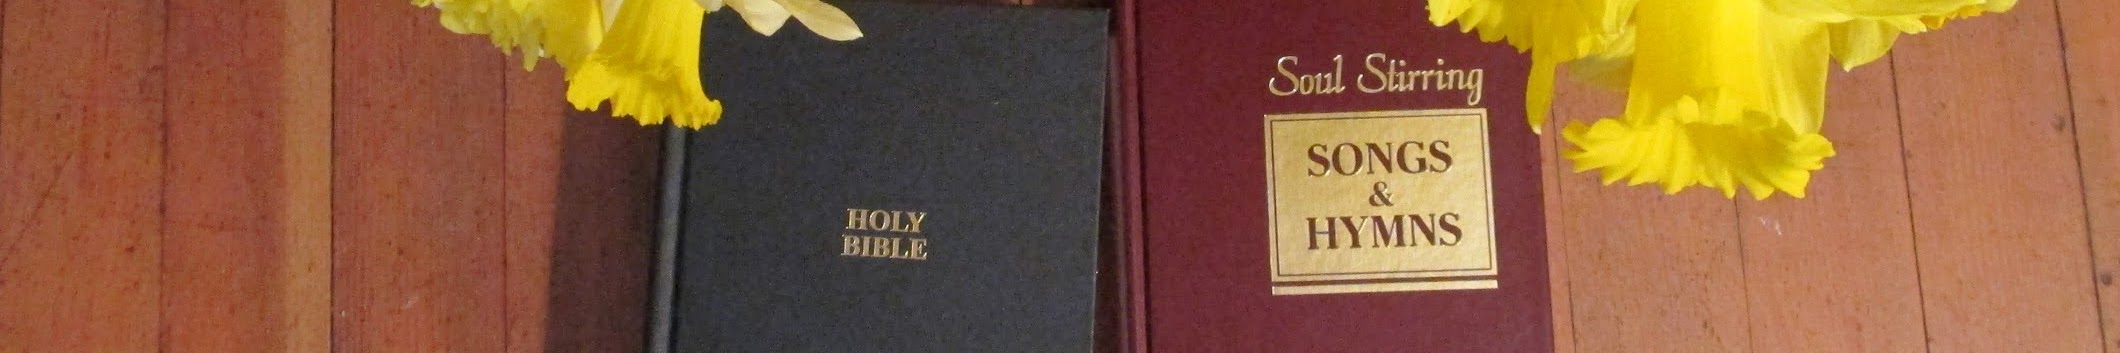 HOLY
BIBLE
Soul Stirring
SONGS
&
HYMNS